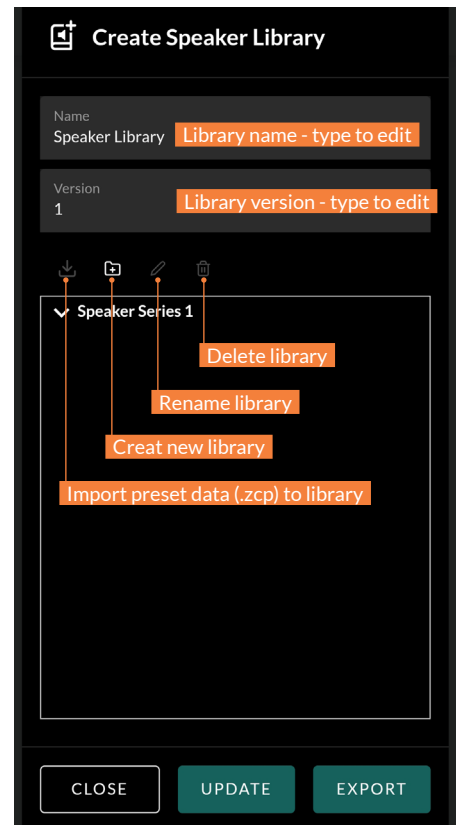 Create Speaker Library
Name
Speaker Library
Library name - type to edit
Version
1
Library version - type to edit
Speaker Series 1
Delete library
Rename library
Creat new library
Import preset data (.zcp) to library
CLOSE
UPDATE
EXPORT